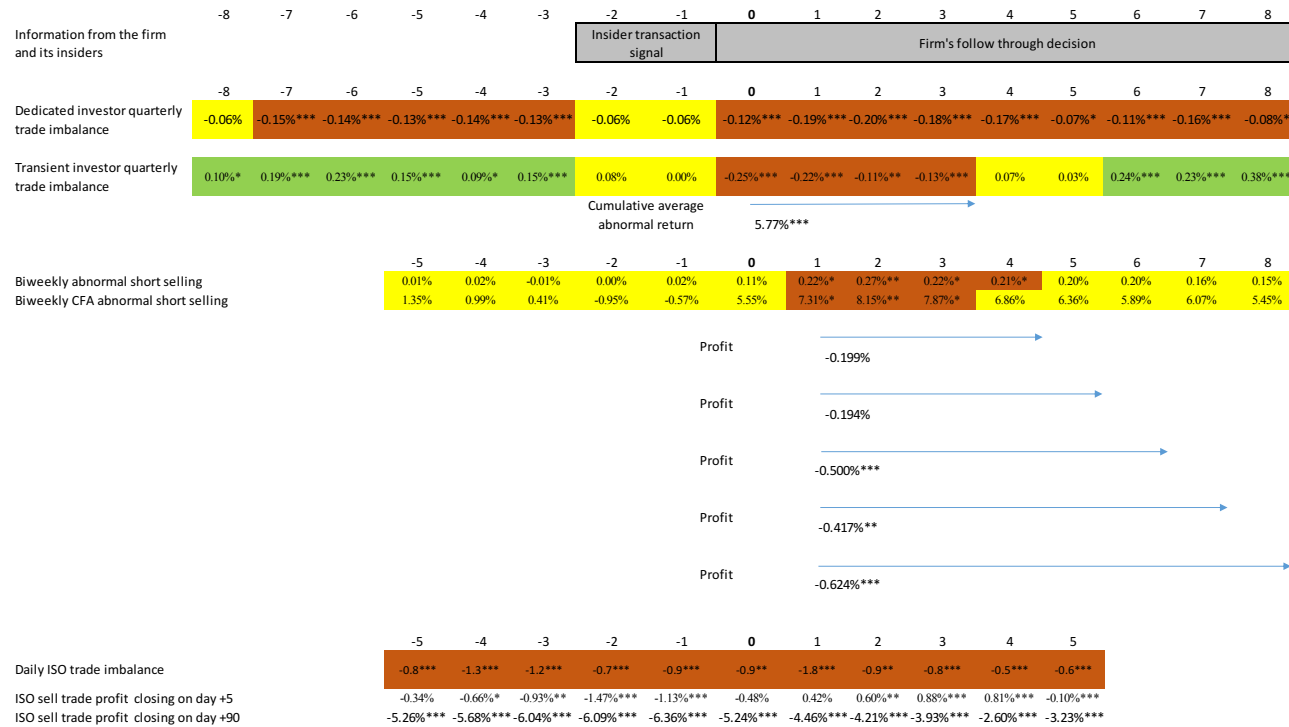 -8 -7 -6 -5 -4 -3 -2 -1 0 1 2 3 4 5 6 7 8
Information from the firm
and its insiders
Insider transaction
signal
Firm's follow through decision
-8 -7 -6 -5 -4 -3 -2 -1 0 1 2 3 4 5 6 7 8
Dedicated investor quarterly
trade imbalance
-0.06% -0.15%*** -0.14%*** -0.13%*** -0.14%*** -0.13%*** -0.06% -0.06% -0.12%*** -0.19%*** -0.20%*** -0.18%*** -0.17%*** -0.07%* -0.11%*** -0.16%*** -0.08%*
Transient investor quarterly
trade imbalance
0.10%* 0.19%*** 0.23%*** 0.15%*** 0.09%* 0.15%*** 0.08% 0.00% -0.25%*** -0.22%*** -0.11%** -0.13%*** 0.07% 0.03% 0.24%*** 0.23%*** 0.38%***
Cumulative average
abnormal return
5.77%***
-5 -4 -3 -2 -1 0 1 2 3 4 5 6 7 8
Biweekly abnormal short selling 0.01% 0.02% -0.01% 0.00% 0.02% 0.11% 0.22%* 0.27%** 0.22%* 0.21%* 0.20% 0.20% 0.16% 0.15%
Biweekly CFA abnormal short selling 1.35% 0.99% 0.41% -0.95% -0.57% 5.55% 7.31%* 8.15%** 7.87%* 6.86% 6.36% 5.89% 6.07% 5.45%
Profit
-0.199%
Profit
-0.194%
Profit
-0.500%***
Profit
-0.417%**
Profit
-0.624%***
-5 -4 -3 -2 -1 0 1 2 3 4 5
Daily ISO trade imbalance -0.8*** -1.3*** -1.2*** -0.7*** -0.9*** -0.9** -1.8*** -0.9** -0.8*** -0.5*** -0.6***
ISO sell trade profit closing on day +5 -0.34% -0.66%* -0.93%** -1.47%*** -1.13%*** -0.48% 0.42% 0.60%** 0.88%*** 0.81%*** -0.10%***
ISO sell trade profit closing on day +90 -5.26%*** -5.68%*** -6.04%*** -6.09%*** -6.36%*** -5.24%*** -4.46%*** -4.21%*** -3.93%*** -2.60%*** -3.23%***